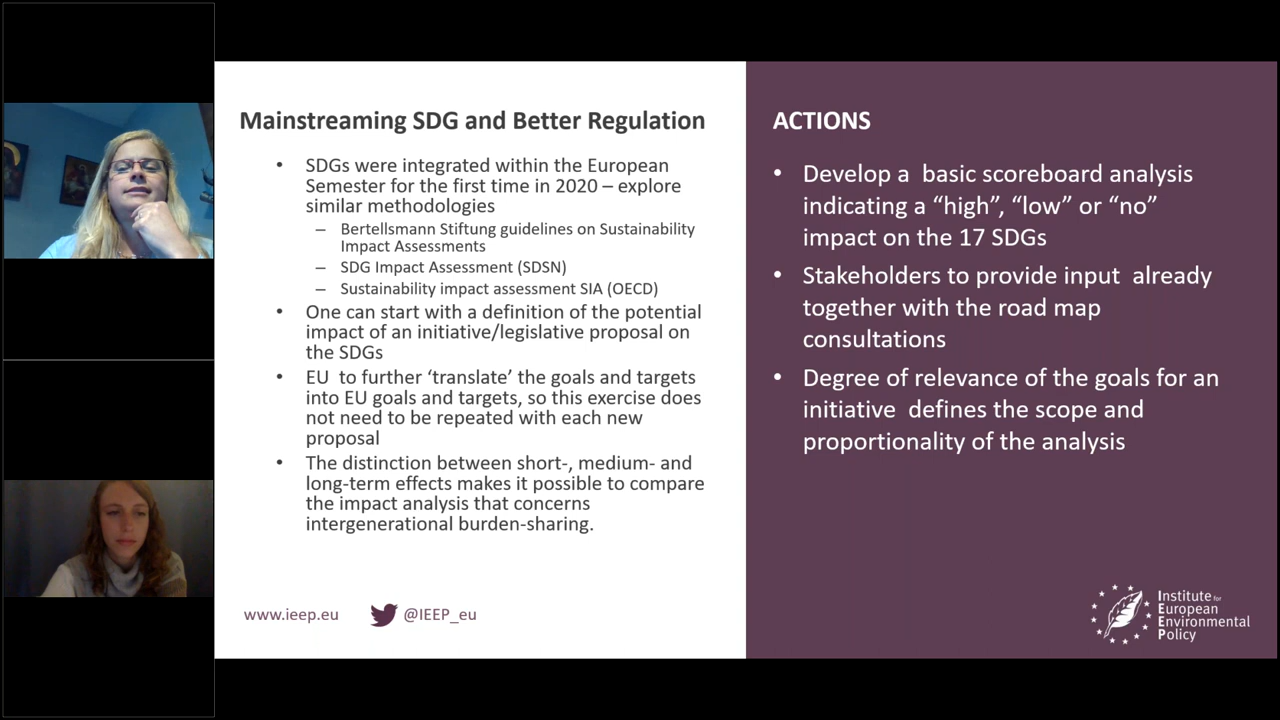 Mainstreaming SDG and Better Regulation
• SDGs were integrated within the European
Semester for the first time in 2020 – explore
similar methodologies
– Bertellsmann Stiftung guidelines on Sustainability
Impact Assessments
– SDG Impact Assessment (SDSN)
– Sustainability impact assessment SIA (OECD)
• One can start with a definition of the potential
impact of an initiative/legislative proposal on
the SDGs
• EU to further ‘translate’ the goals and targets
into EU goals and targets, so this exercise does
not need to be repeated with each new
proposal
• The distinction between short-, medium- and
long-term effects makes it possible to compare
the impact analysis that concerns
intergenerational burden-sharing.
www.ieep.eu
@IEEP_eu
ACTIONS
• Develop a basic scoreboard analysis
indicating a “high”, “low” or “no”
impact on the 17 SDGs
• Stakeholders to provide input already
together with the road map
consultations
• Degree of relevance of the goals for an
initiative defines the scope and
proportionality of the analysis
Institute for
European
Environmental
Policy